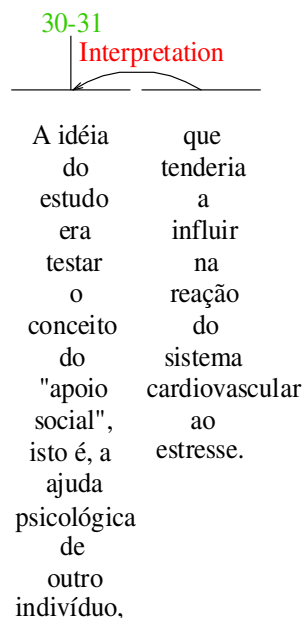 30-31
Interpretation
A idéia
do
estudo
era
testar
o
conceito
do
"apoio
social",
isto é, a
ajuda
psicológica
de
outro
indivíduo,
que
tenderia
a
influir
na
reação
do
sistema
cardiovascular
ao
estresse.